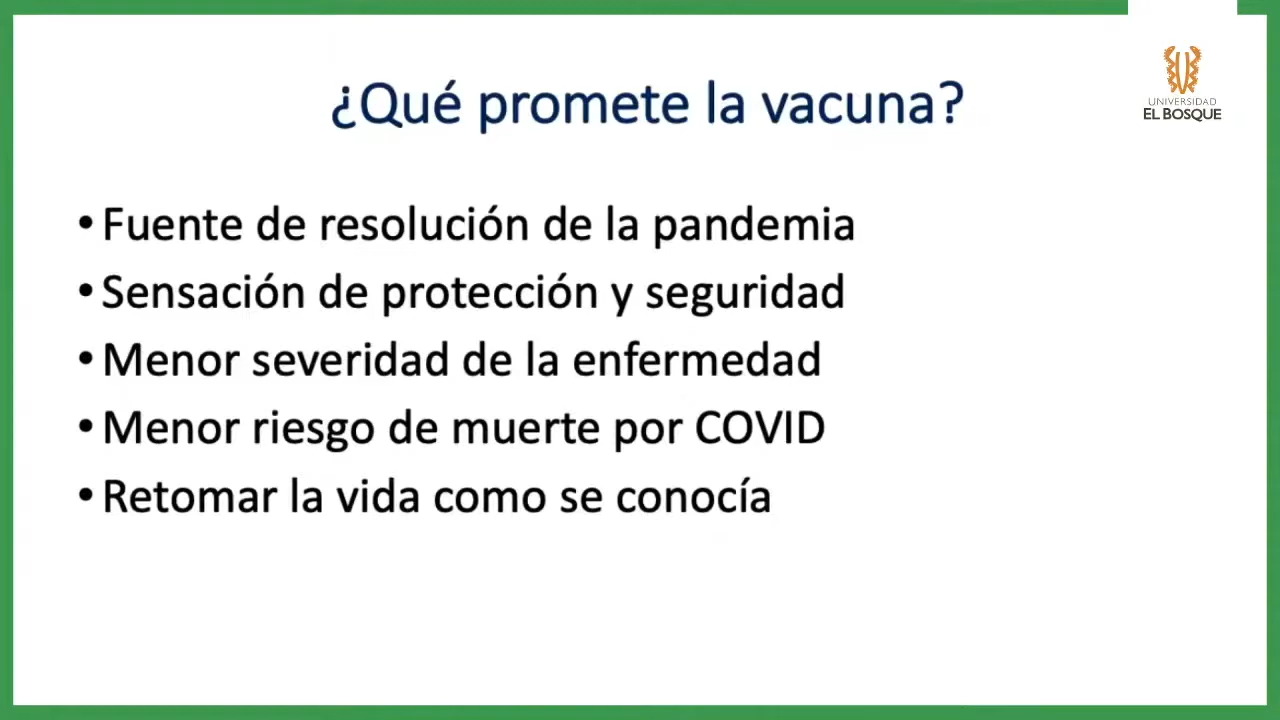 ¿Qué promete la vacuna?
UNIVERSIDAD
EL BOSQUE
• Fuente de resolución de la pandemia
• Sensación de protección y seguridad
• Menor severidad de la enfermedad
• Menor riesgo de muerte por COVID
• Retomar la vida como se conocía